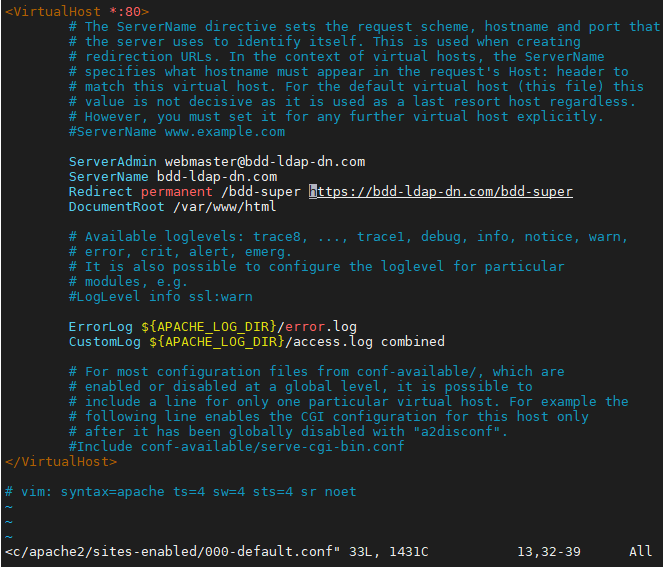 <VirtualHost *:80>
# The ServerName directive sets the request scheme, hostname and port that
# the server uses to identify itself. This is used when creating
# redirection URLs. In the context of virtual hosts, the ServerName
# specifies what hostname must appear in the request's Host: header to
# match this virtual host. For the default virtual host (this file) this
# value is not decisive as it is used as a last resort host regardless.
# However, you must set it for any further virtual host explicitly.
#ServerName www.example.com
ServerAdmin webmaster@bdd-ldap-dn.com
ServerName bdd-ldap-dn.com
Redirect permanent /bdd-super https://bdd-ldap-dn.com/bdd-super
DocumentRoot /var/www/html
# Available loglevels: trace8, ..., trace1, debug, info, notice, warn,
# error, crit, alert, emerg.
# It is also possible to configure the loglevel for particular
# modules, e.g.
#LogLevel info ssl:warn
ErrorLog ${APACHE_LOG_DIR}/error.log
CustomLog ${APACHE_LOG_DIR}/access.log combined
# For most configuration files from conf-available/, which are
# enabled or disabled at a global level, it is possible to
# include a line for only one particular virtual host. For example the
# following line enables the CGI configuration for this host only
# after it has been globally disabled with "a2disconf".
#Include conf-available/serve-cgi-bin.conf
</VirtualHost>
# vim: syntax=apache ts=4 sw=4 sts=4 sr noet
~
~
~
<c/apache2/sites-enabled/000-default.conf" 33L, 1431C 13,32-39 All